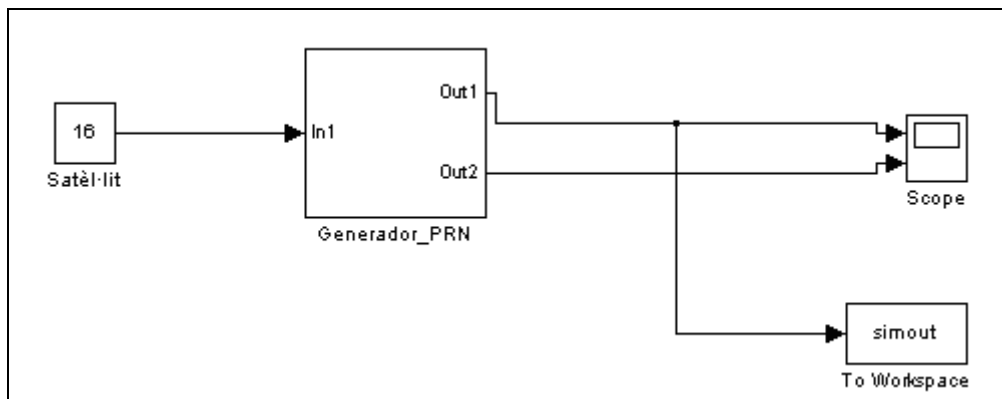 16
Satèl·lit
In1
Out1
Out2
Generador_PRN
Scope
simout
To Workspace